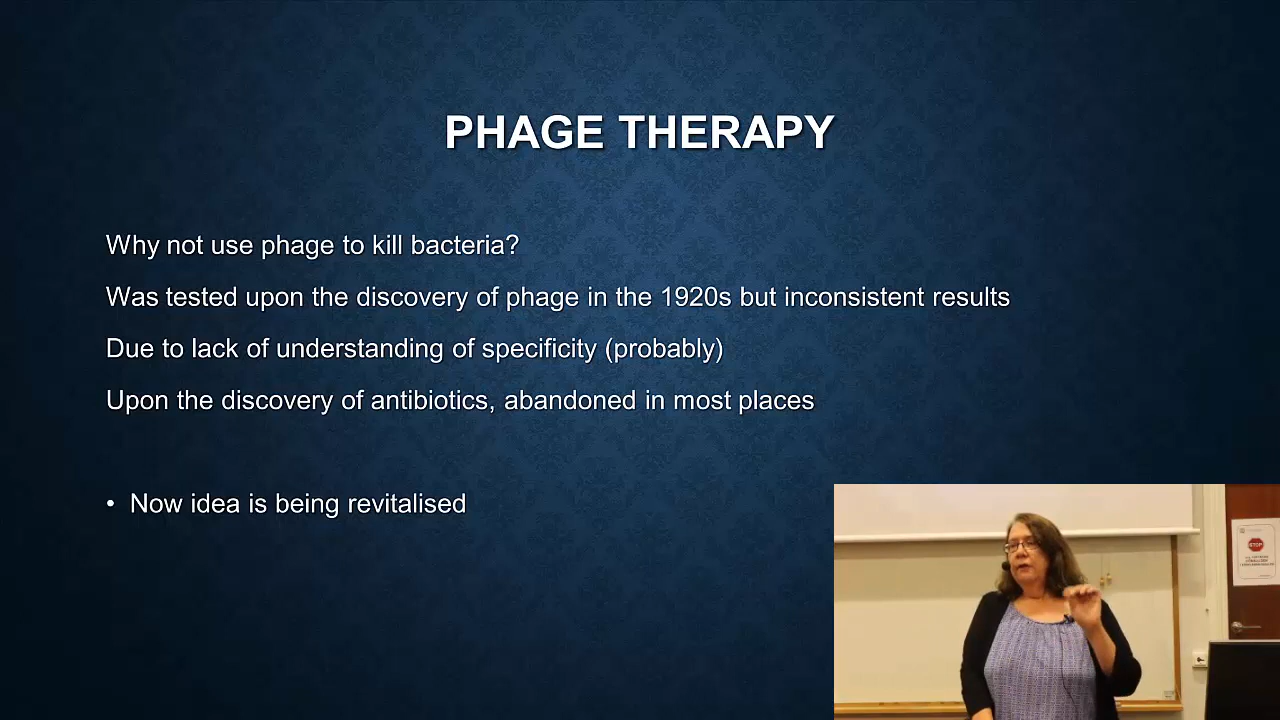 PHAGE THERAPY
Why not use phage to kill bacteria?
Was tested upon the discovery of phage in the 1920s but inconsistent results
Due to lack of understanding of specificity (probably)
Upon the discovery of antibiotics, abandoned in most places
• Now idea is being revitalised
STOP